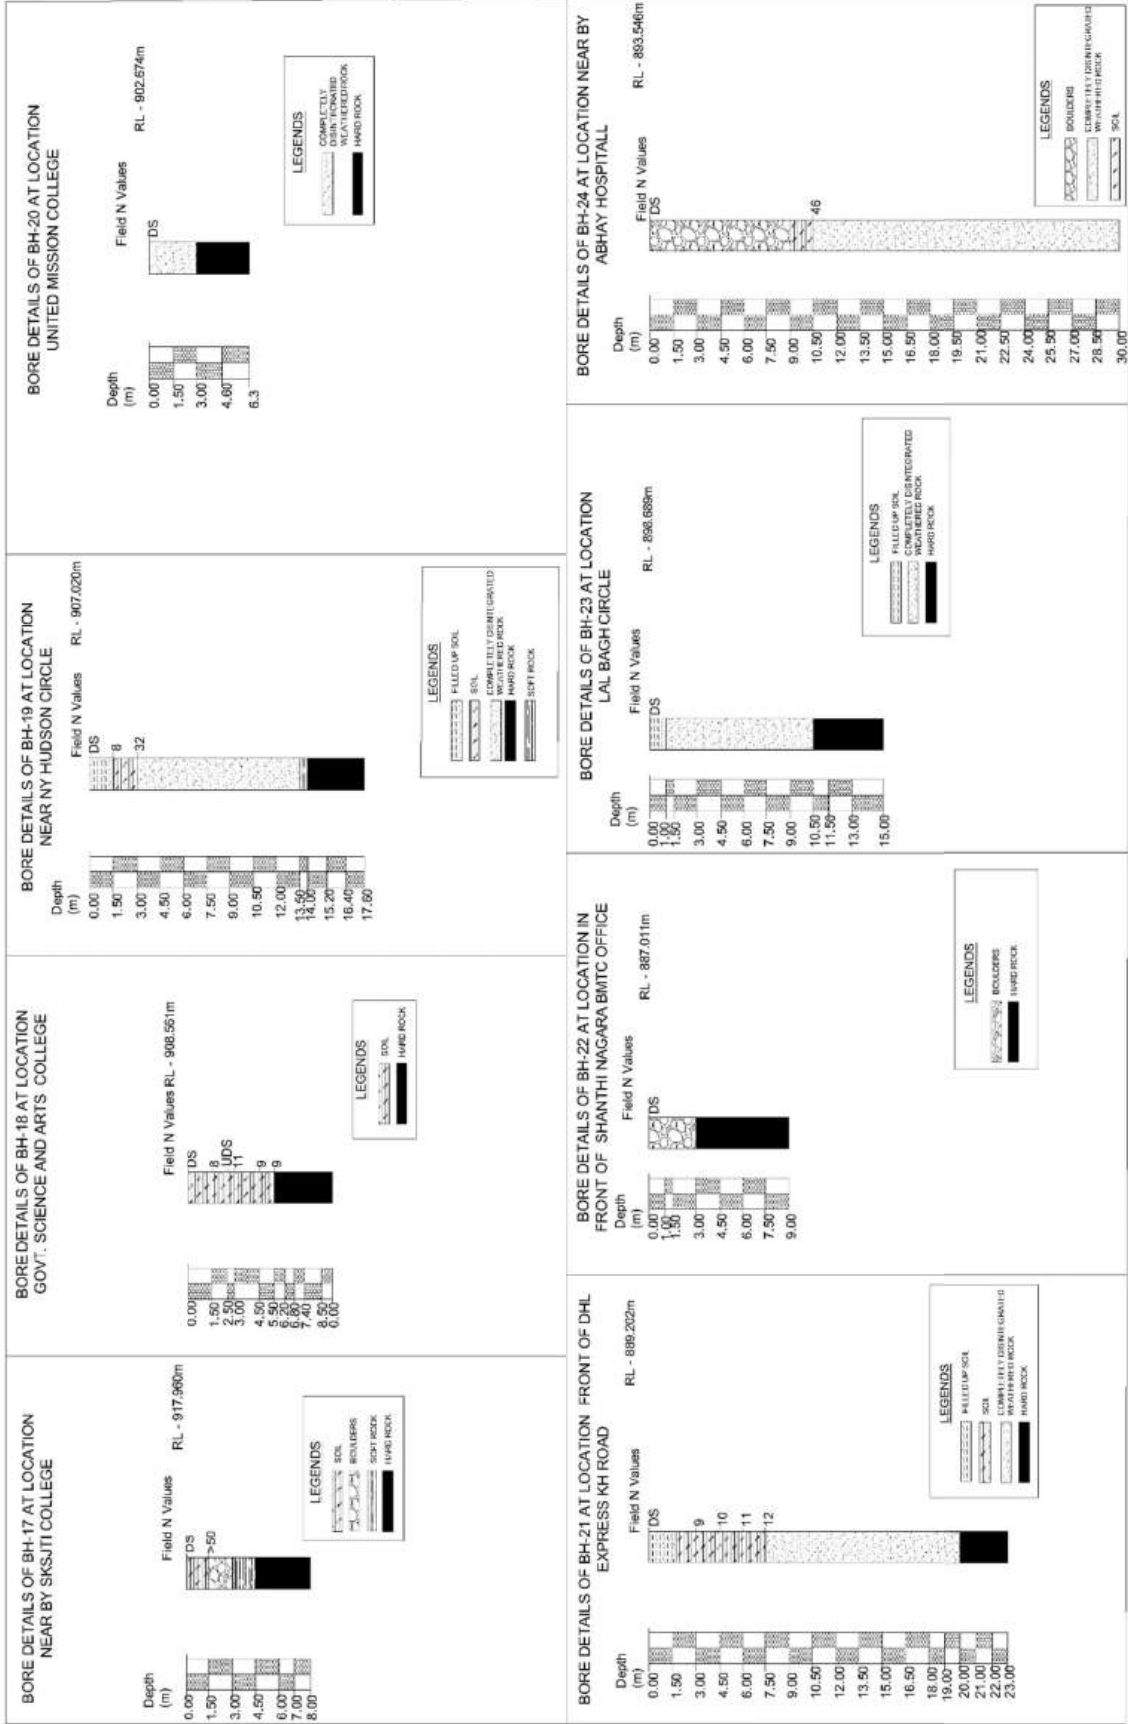 BORE DETAILS OF BH-17 AT LOCATION
NEAR BY SKSJTI COLLEGE
Depth
(m)
Field N Values
RL - 917.960m
0.00
1.50
3.00
4.50
6.00
7.00
8.00
DS
>50
LEGENDS
SOIL
BOULDERS
SOFT ROCK
HARD ROCK
BORE DETAILS OF BH-18 AT LOCATION
GOVT. SCIENCE AND ARTS COLLEGE
Field N Values RL - 908.561m
0.00
1.50
2.50
3.00
4.50
5.50
6.20
6.80
7.40
8.50
0.00
DS
8
UDS
11
9
9
LEGENDS
SOIL
HARD ROCK
BORE DETAILS OF BH-19 AT LOCATION
NEAR NY HUDSON CIRCLE
Depth
(m)
Field N Values
RL - 907.020m
0.00
1.50
3.00
4.50
6.00
7.50
9.00
10.50
12.00
13.50
14.00
15.20
16.40
17.60
DS
8
32
LEGENDS
FILLED UP SOIL
SOIL
COMPLETELY DISINTEGRATED
WEATHERED ROCK
HARD ROCK
SOFT ROCK
BORE DETAILS OF BH-20 AT LOCATION
UNITED MISSION COLLEGE
Depth
(m)
Field N Values
RL - 902.674m
0.00
1.50
3.00
4.60
6.3
DS
LEGENDS
COMPLETELY
DISINTEGRATED
WEATHERED ROCK
HARD ROCK
BORE DETAILS OF BH-21 AT LOCATION FRONT OF DHL
EXPRESS KH ROAD
Depth
(m)
Field N Values
RL - 889.202m
0.00
1.50
3.00
4.50
6.00
7.50
9.00
10.50
12.00
13.50
15.00
16.50
18.00
19.00
20.00
21.00
22.00
23.00
DS
9
10
11
12
LEGENDS
FILLED UP SOIL
SOIL
COMPLETELY DISINTEGRATED
WEATHERED ROCK
HARD ROCK
BORE DETAILS OF BH-22 AT LOCATION IN
FRONT OF SHANTHI NAGARA BMTC OFFICE
Depth
(m)
Field N Values
RL - 887.011m
0.00
1.00
1.50
3.00
4.50
6.00
7.50
9.00
DS
LEGENDS
BOULDERS
HARD ROCK
BORE DETAILS OF BH-23 AT LOCATION
LAL BAGH CIRCLE
Depth
(m)
Field N Values
RL - 898.689m
0.00
1.00
1.50
3.00
4.50
6.00
7.50
9.00
10.50
11.50
13.00
15.00
DS
LEGENDS
FILLED UP SOIL
COMPLETELY DISINTEGRATED
WEATHERED ROCK
HARD ROCK
BORE DETAILS OF BH-24 AT LOCATION NEAR BY
ABHAY HOSPITALL
Depth
(m)
Field N Values
RL - 893.546m
0.00
1.50
3.00
4.50
6.00
7.50
9.00
10.50
12.00
13.50
15.00
16.50
18.00
19.50
21.00
22.50
24.00
25.50
27.00
28.50
30.00
DS
46
LEGENDS
BOULDERS
COMPLETELY DISINTEGRATED
WEATHERED ROCK
SOIL